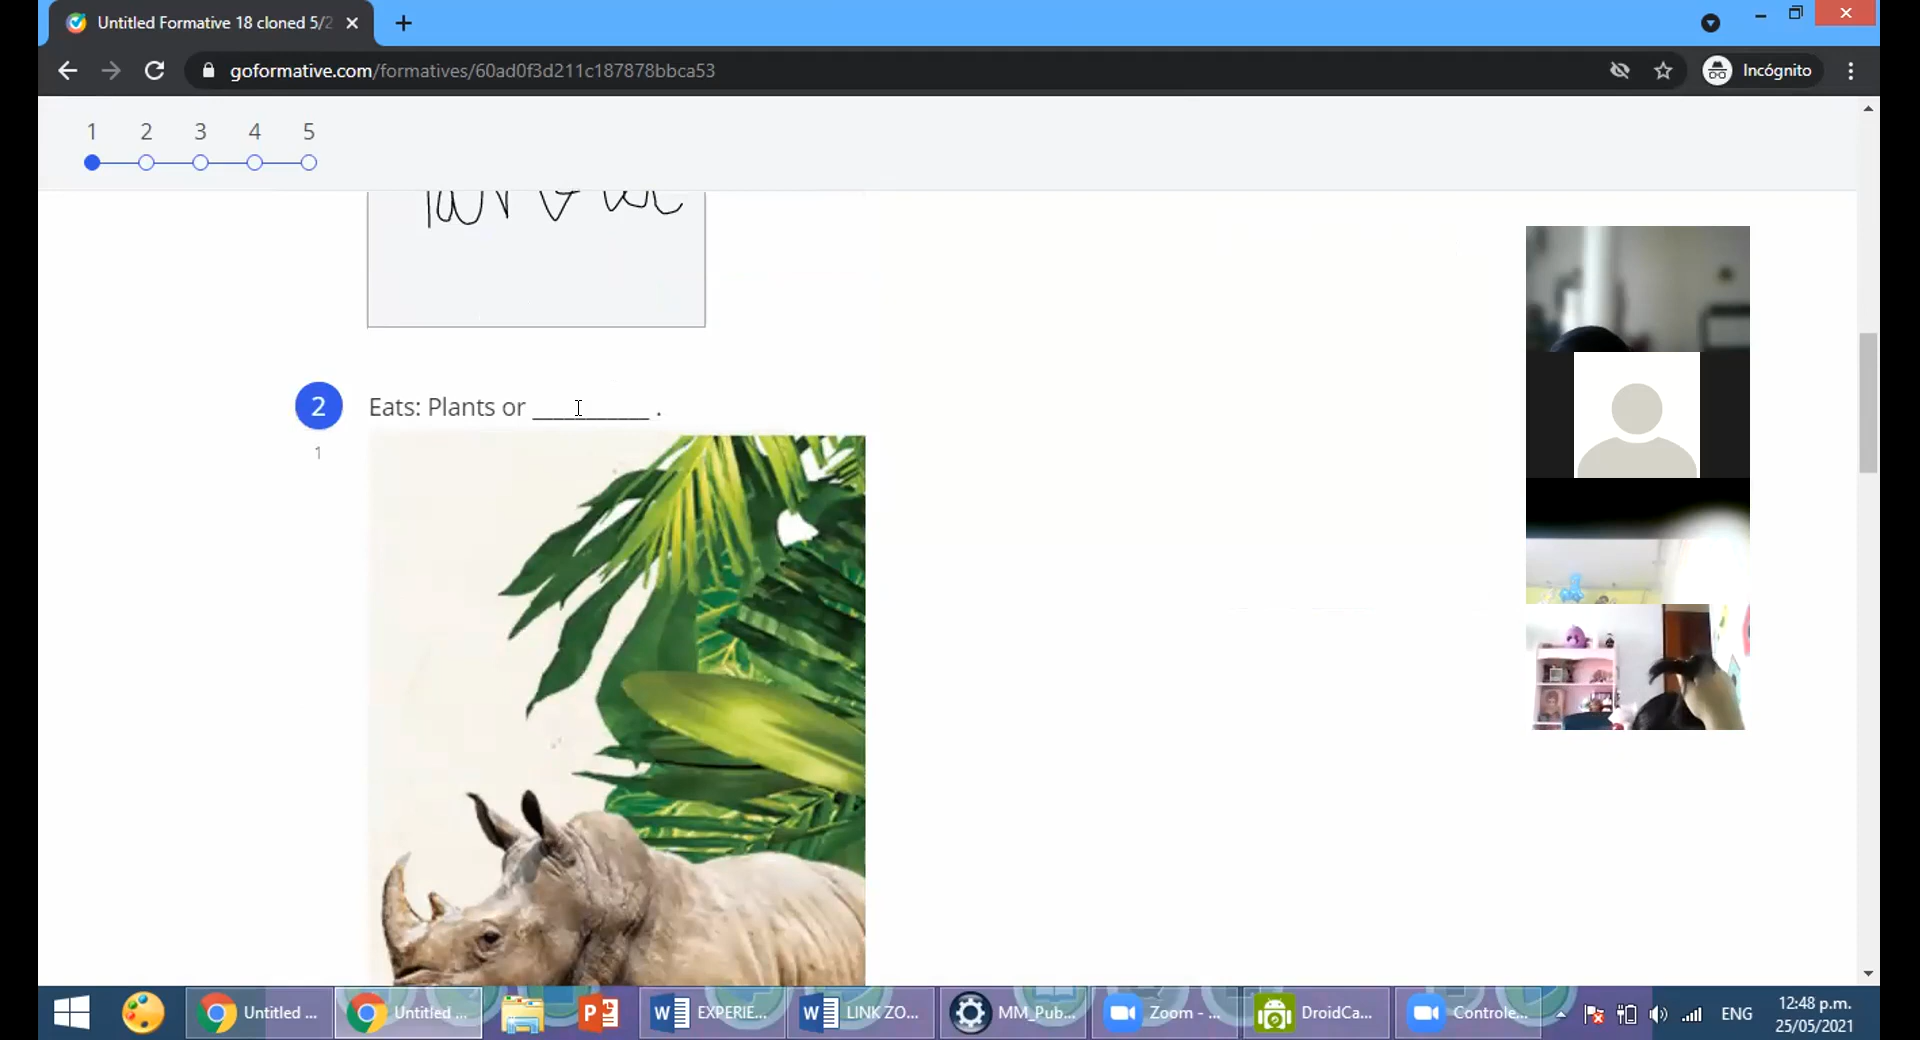 Untitled Formative 18 cloned 5/2
goformative.com/formatives/60ad0f3d211c187878bbca53
Incógnito
1 2 3 4 5
2 Eats: Plants or ___________ .
1
Untitled ...
Untitled ...
EXPERIE...
LINK ZO...
MM_Pub...
Zoom - ...
DroidCa...
Controle...
ENG
12:48 p.m.
25/05/2021